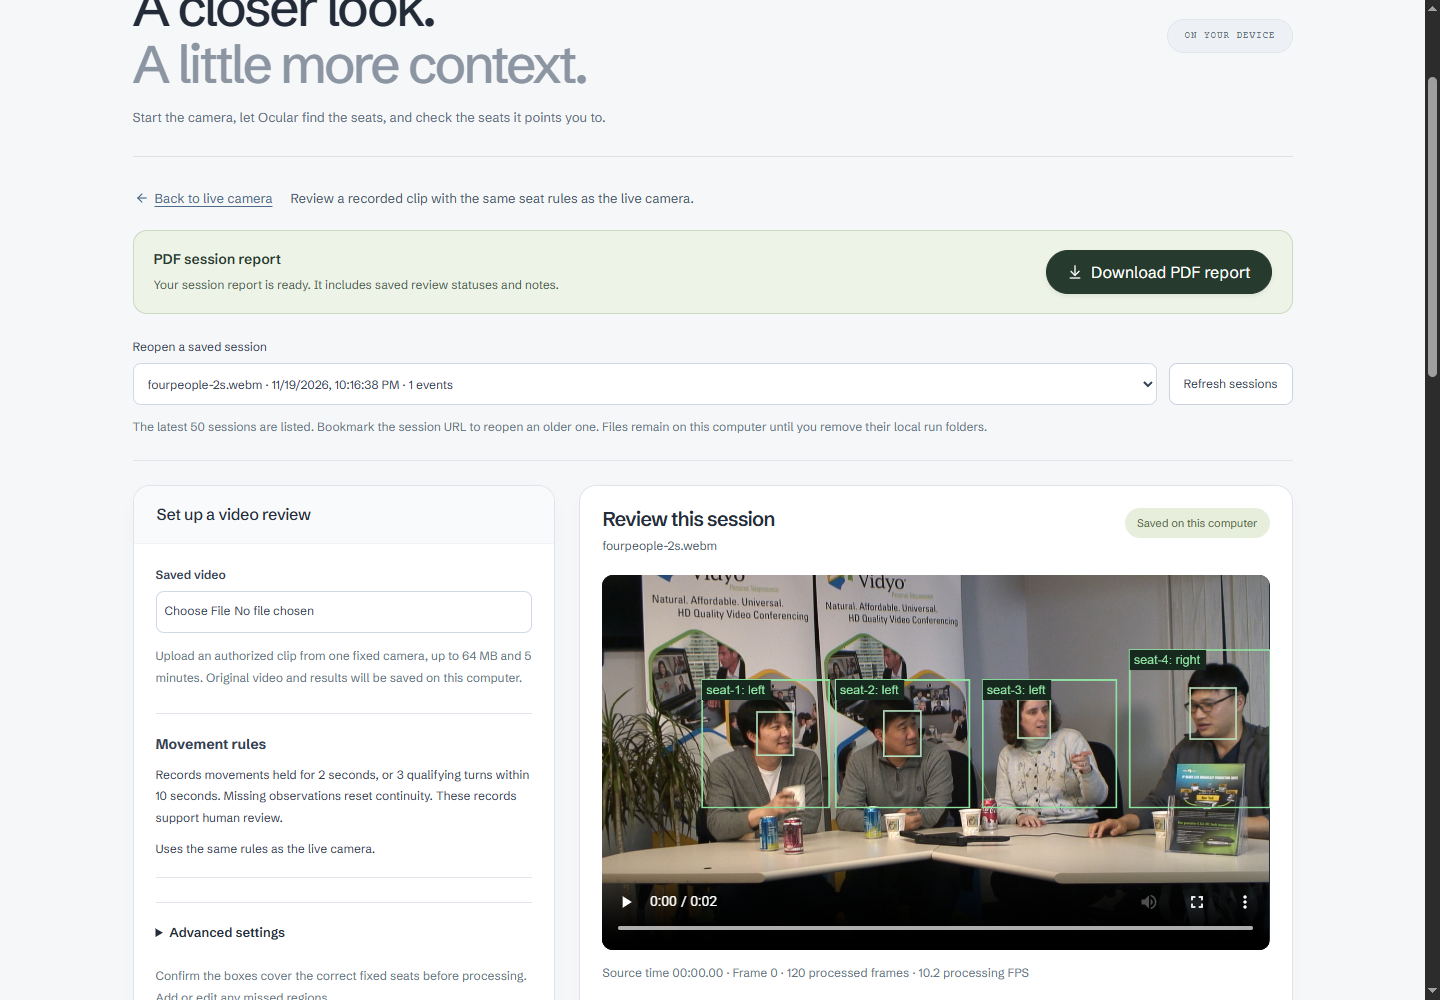 A closer look.
A little more context.
ON YOUR DEVICE
Start the camera, let Ocular find the seats, and check the seats it points you to.
← Back to live camera
Review a recorded clip with the same seat rules as the live camera.
PDF session report
Your session report is ready. It includes saved review statuses and notes.
Download PDF report
Reopen a saved session
fourpeople-2s.webm · 11/19/2026, 10:16:38 PM · 1 events
Refresh sessions
The latest 50 sessions are listed. Bookmark the session URL to reopen an older one. Files remain on this computer until you remove their local run folders.
Set up a video review
Saved video
Choose File No file chosen
Upload an authorized clip from one fixed camera, up to 64 MB and 5
minutes. Original video and results will be saved on this computer.
Movement rules
Records movements held for 2 seconds, or 3 qualifying turns within
10 seconds. Missing observations reset continuity. These records
support human review.
Uses the same rules as the live camera.
Advanced settings
Confirm the boxes cover the correct fixed seats before processing.
Add or edit any missed regions.
Review this session
Saved on this computer
fourpeople-2s.webm
Vidyo
Natural. Affordable. Universal.
HD Quality Video Conferencing
Vidyo
Natural. Affordable. Universal.
HD Quality Video Conferencing
seat-1: left
seat-2: left
seat-3: left
seat-4: right
0:00 / 0:02
Source time 00:00.00 · Frame 0 · 120 processed frames · 10.2 processing FPS